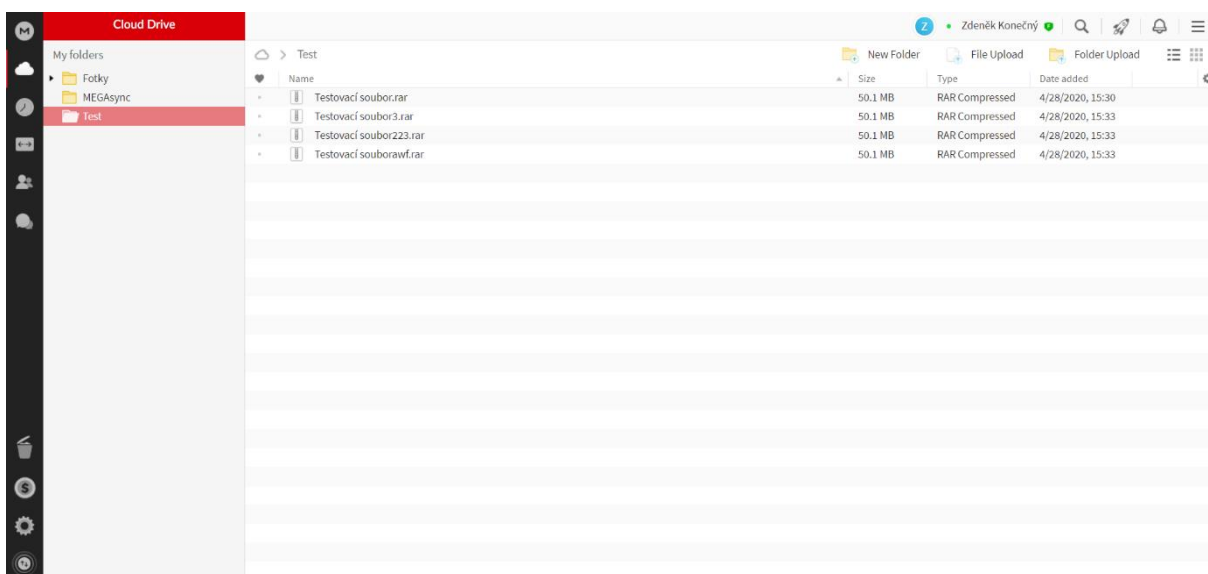 Cloud Drive
Z Zdeněk Konečný
My folders
Fotky
MEGAsync
Test
Test
New Folder File Upload Folder Upload
Name Size Type Date added
Testovací soubor.rar 50.1 MB RAR Compressed 4/28/2020, 15:30
Testovací soubor3.rar 50.1 MB RAR Compressed 4/28/2020, 15:33
Testovací soubor223.rar 50.1 MB RAR Compressed 4/28/2020, 15:33
Testovací souborawf.rar 50.1 MB RAR Compressed 4/28/2020, 15:33